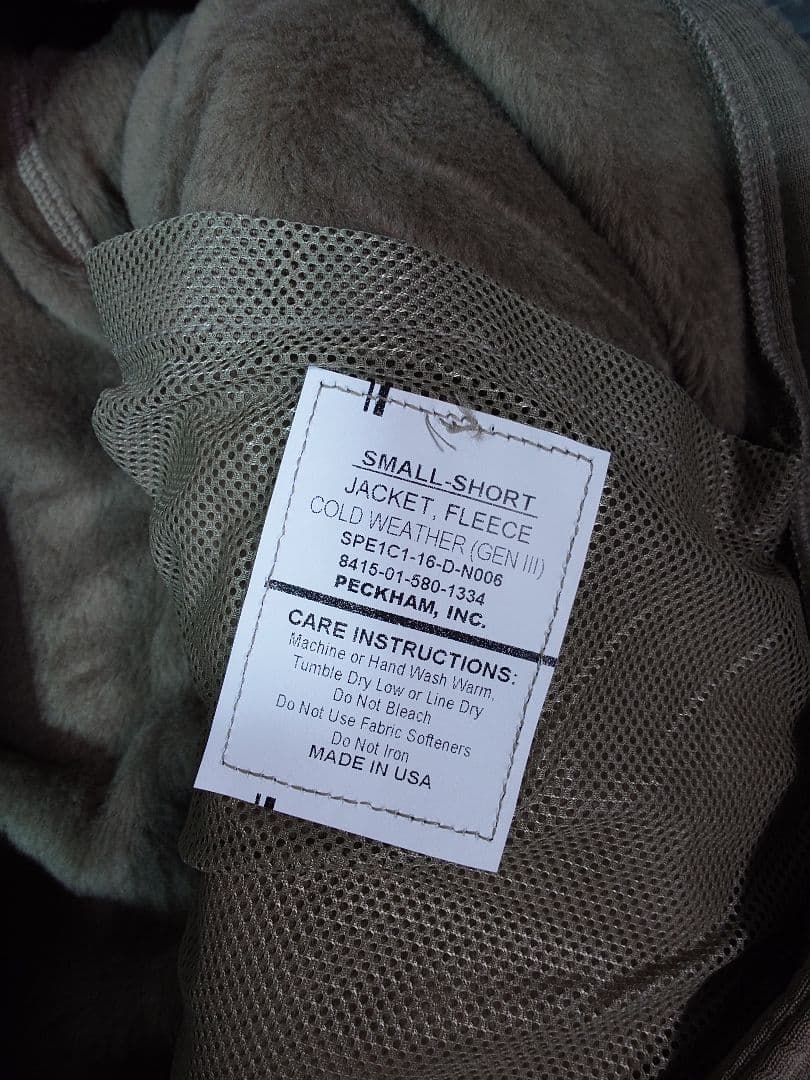 SMALL-SHORT
JACKET, FLEECE
COLD WEATHER (GEN III)
SPE1C1-16-D-N006
8415-01-580-1334
PECKHAM, INC.
CARE INSTRUCTIONS:
Machine or Hand Wash Warm,
Tumble Dry Low or Line Dry
Do Not Bleach
Do Not Use Fabric Softeners
Do Not Iron
MADE IN USA